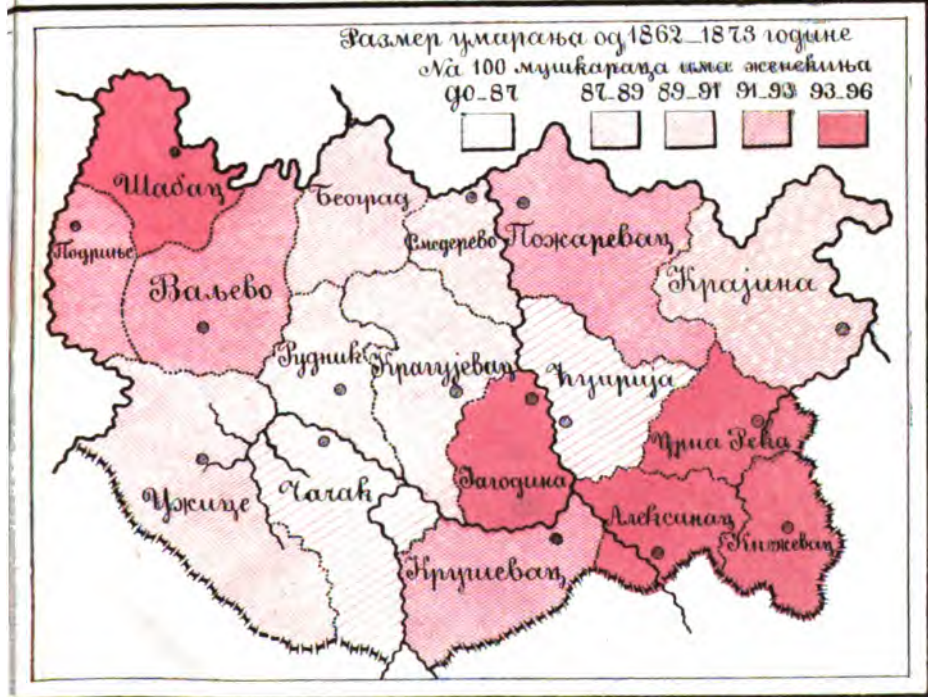 Размер умарања од 1862_1873 године
На 100 мушкараца има женскиња
до_87 87_89 89_91 91_93 93_96
Шабац
Београд
Смедерево
Пожаревац
Подриње
Ваљево
Крајина
Рудник
Крагујевац
Ћуприја
Црна Река
Ужице
Чачак
Јагодина
Алексинац
Књажевац
Крушевац